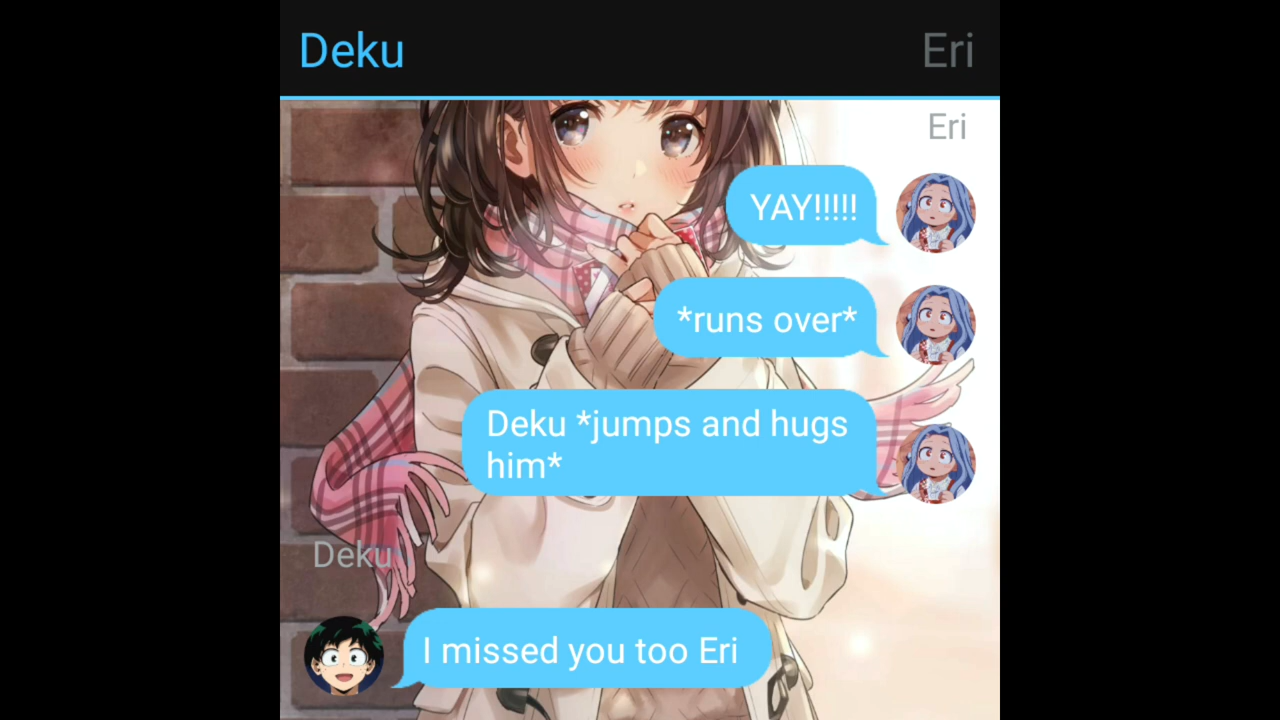 Deku
Eri
Eri
YAY!!!!!
*runs over*
Deku *jumps and hugs
him*
Deku
I missed you too Eri